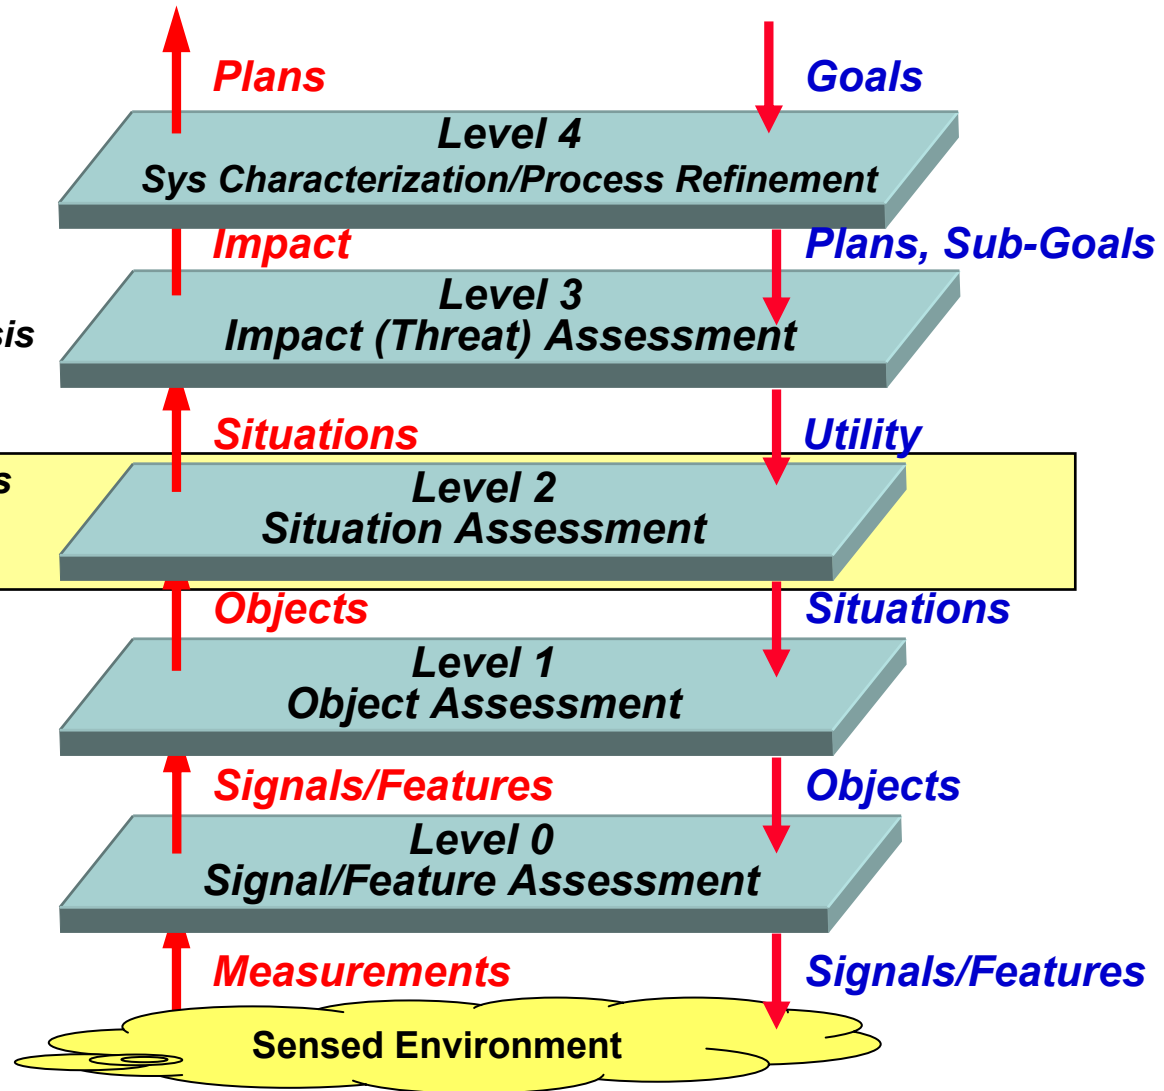 Plans
Goals
Level 4
Sys Characterization/Process Refinement
Impact
Plans, Sub-Goals
Level 3
Impact (Threat) Assessment
Situations
Utility
Level 2
Situation Assessment
Objects
Situations
Level 1
Object Assessment
Signals/Features
Objects
Level 0
Signal/Feature Assessment
Measurements
Signals/Features
Sensed Environment